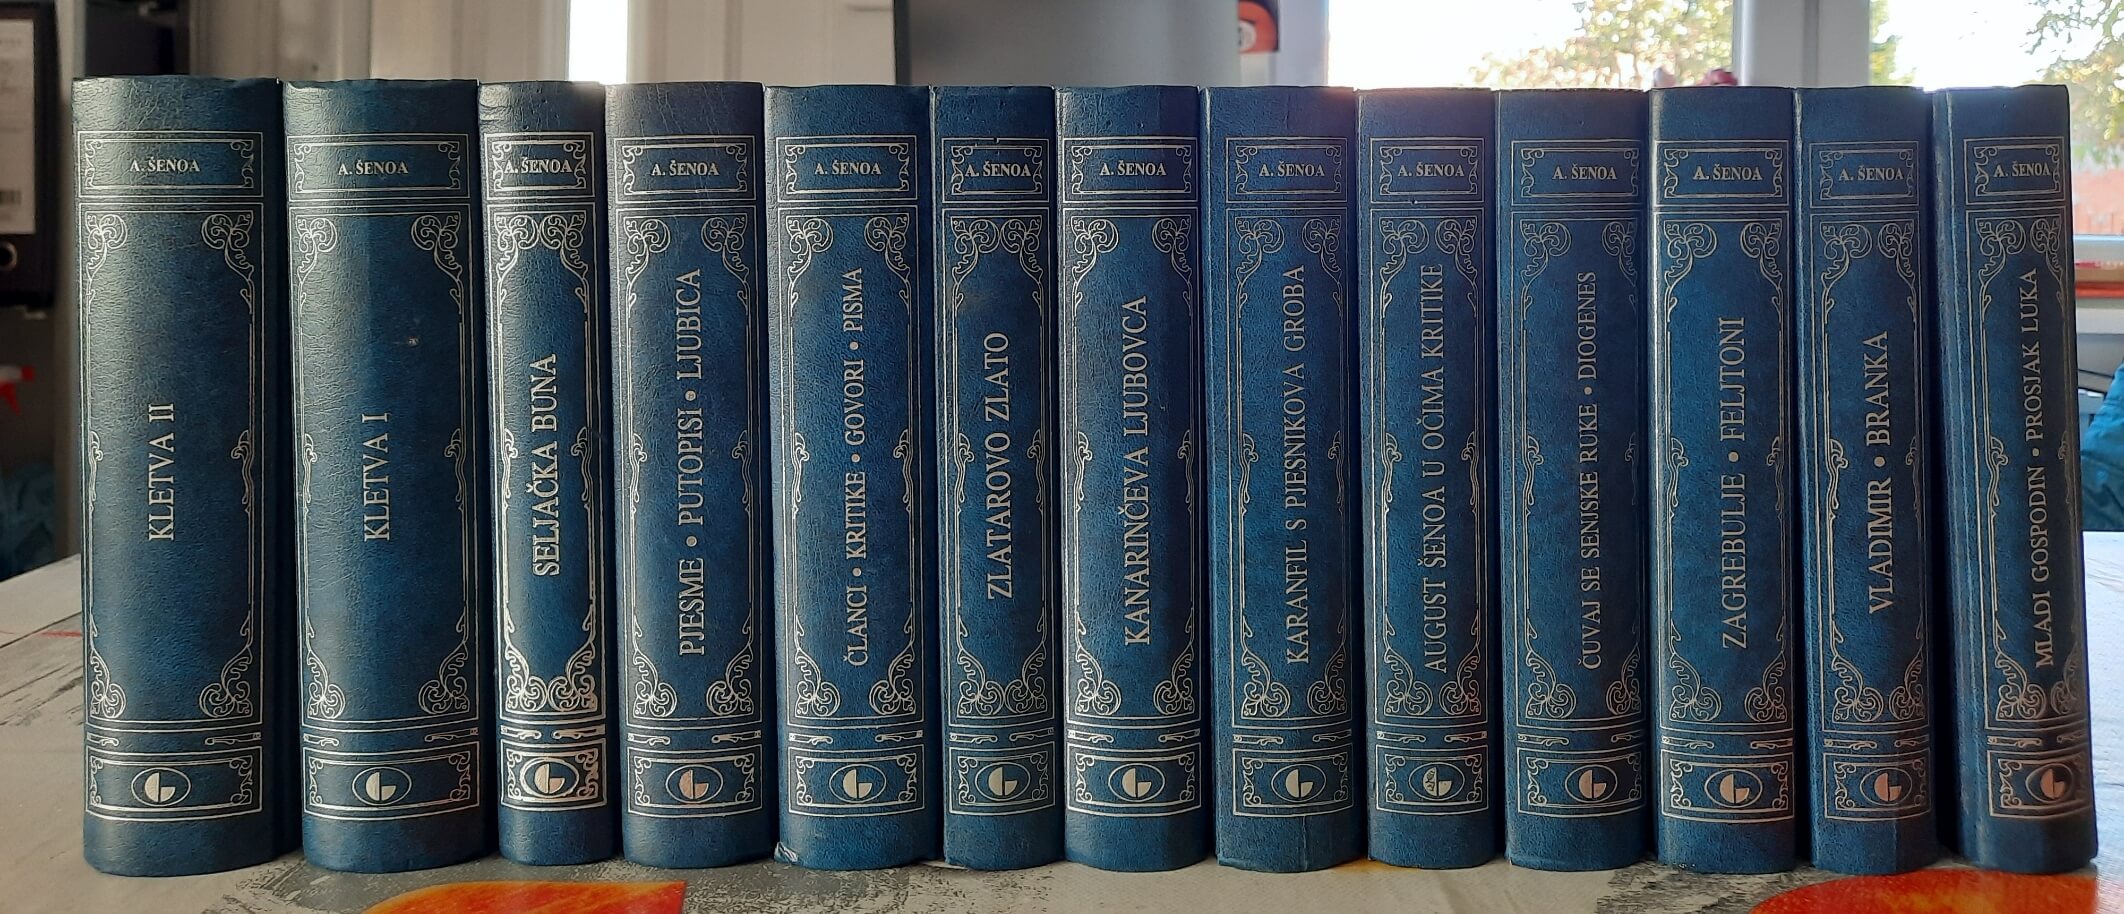 A. ŠENOA
KLETVA II
A. ŠENOA
KLETVA I
A. ŠENOA
SELJAČKA BUNA
A. ŠENOA
PJESME • PUTOPISI • LJUBICA
A. ŠENOA
ČLANCI • KRITIKE • GOVORI • PISMA
A. ŠENOA
ZLATAROVO ZLATO
A. ŠENOA
KANARINČEVA LJUBOVCA
A. ŠENOA
KARANFIL S PJESNIKOVA GROBA
A. ŠENOA
AUGUST ŠENOA U OČIMA KRITIKE
A. ŠENOA
ČUVAJ SE SENJSKE RUKE • DIOGENES
A. ŠENOA
ZAGREBULJE • FELJTONI
A. ŠENOA
VLADIMIR • BRANKA
A. ŠENOA
MLADI GOSPODIN • PROSJAK LUKA